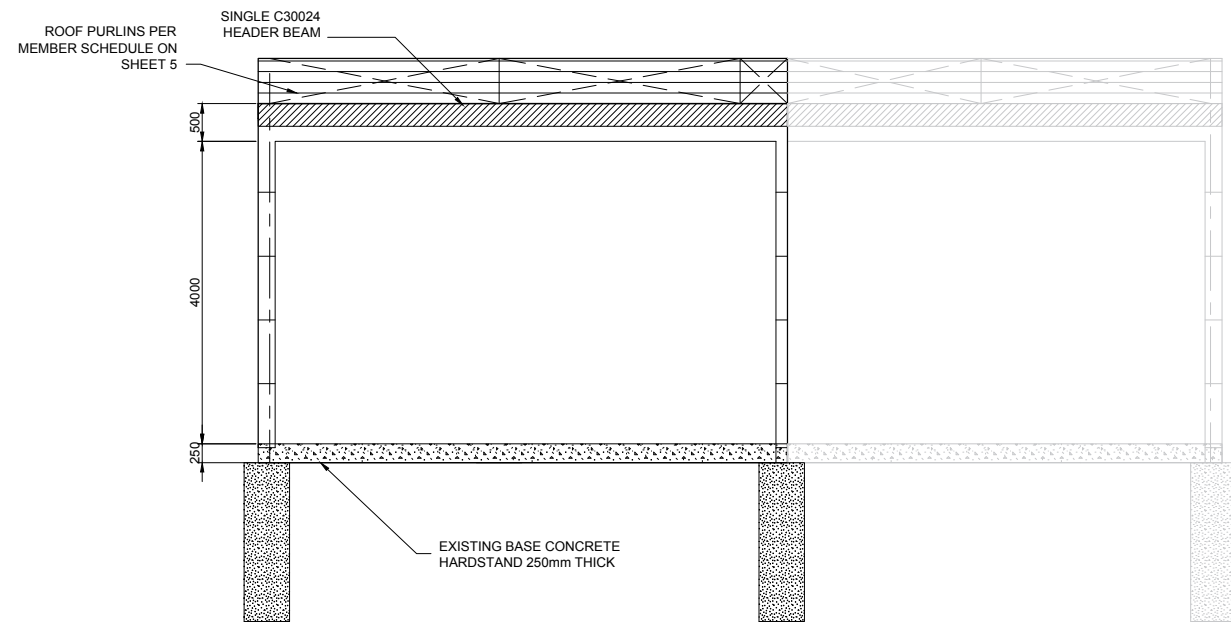 SINGLE C30024
HEADER BEAM
ROOF PURLINS PER
MEMBER SCHEDULE ON
SHEET 5
500
4000
250
EXISTING BASE CONCRETE
HARDSTAND 250mm THICK